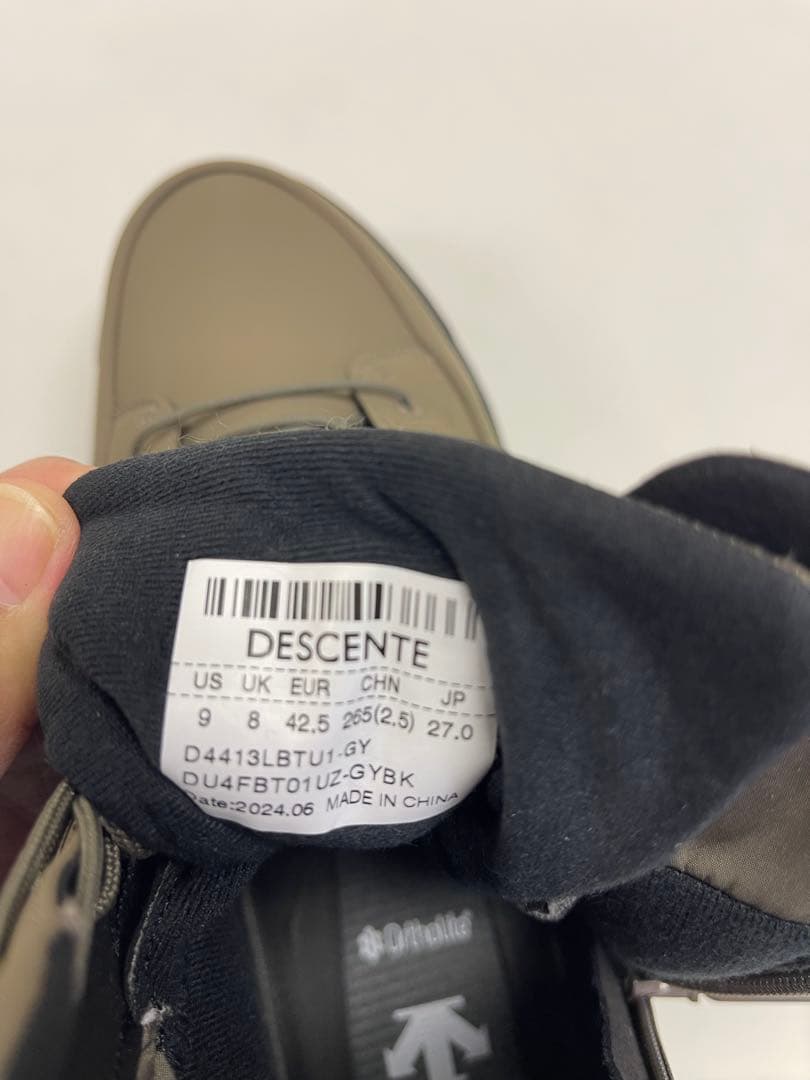 DESCENTE
US UK EUR CHN JP
9 8 42.5 265(2.5) 27.0
D4413LBTU1-GY
DU4FBT01UZ-GYBK
Date:2024.06 MADE IN CHINA
Ortholite